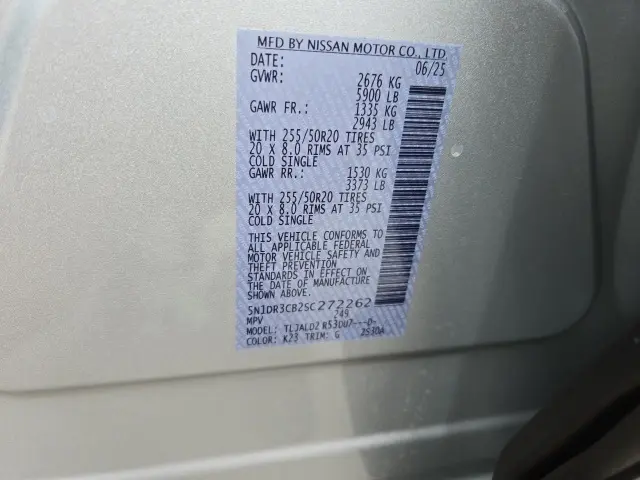 MFD BY NISSAN MOTOR CO., LTD.
DATE: 06/25
GVWR: 2676 KG
5900 LB
GAWR FR.: 1335 KG
2943 LB
WITH 255/50R20 TIRES
20 X 8.0 RIMS AT 35 PSI
COLD SINGLE
GAWR RR.: 1530 KG
3373 LB
WITH 255/50R20 TIRES
20 X 8.0 RIMS AT 35 PSI
COLD SINGLE
THIS VEHICLE CONFORMS TO
ALL APPLICABLE FEDERAL
MOTOR VEHICLE SAFETY AND
THEFT PREVENTION
STANDARDS IN EFFECT ON
THE DATE OF MANUFACTURE
SHOWN ABOVE.
5N1DR3CB2SC272262
MPV 249
MODEL: TLJALDZ R53DU7---D-
COLOR: K23 TRIM: G 2530A